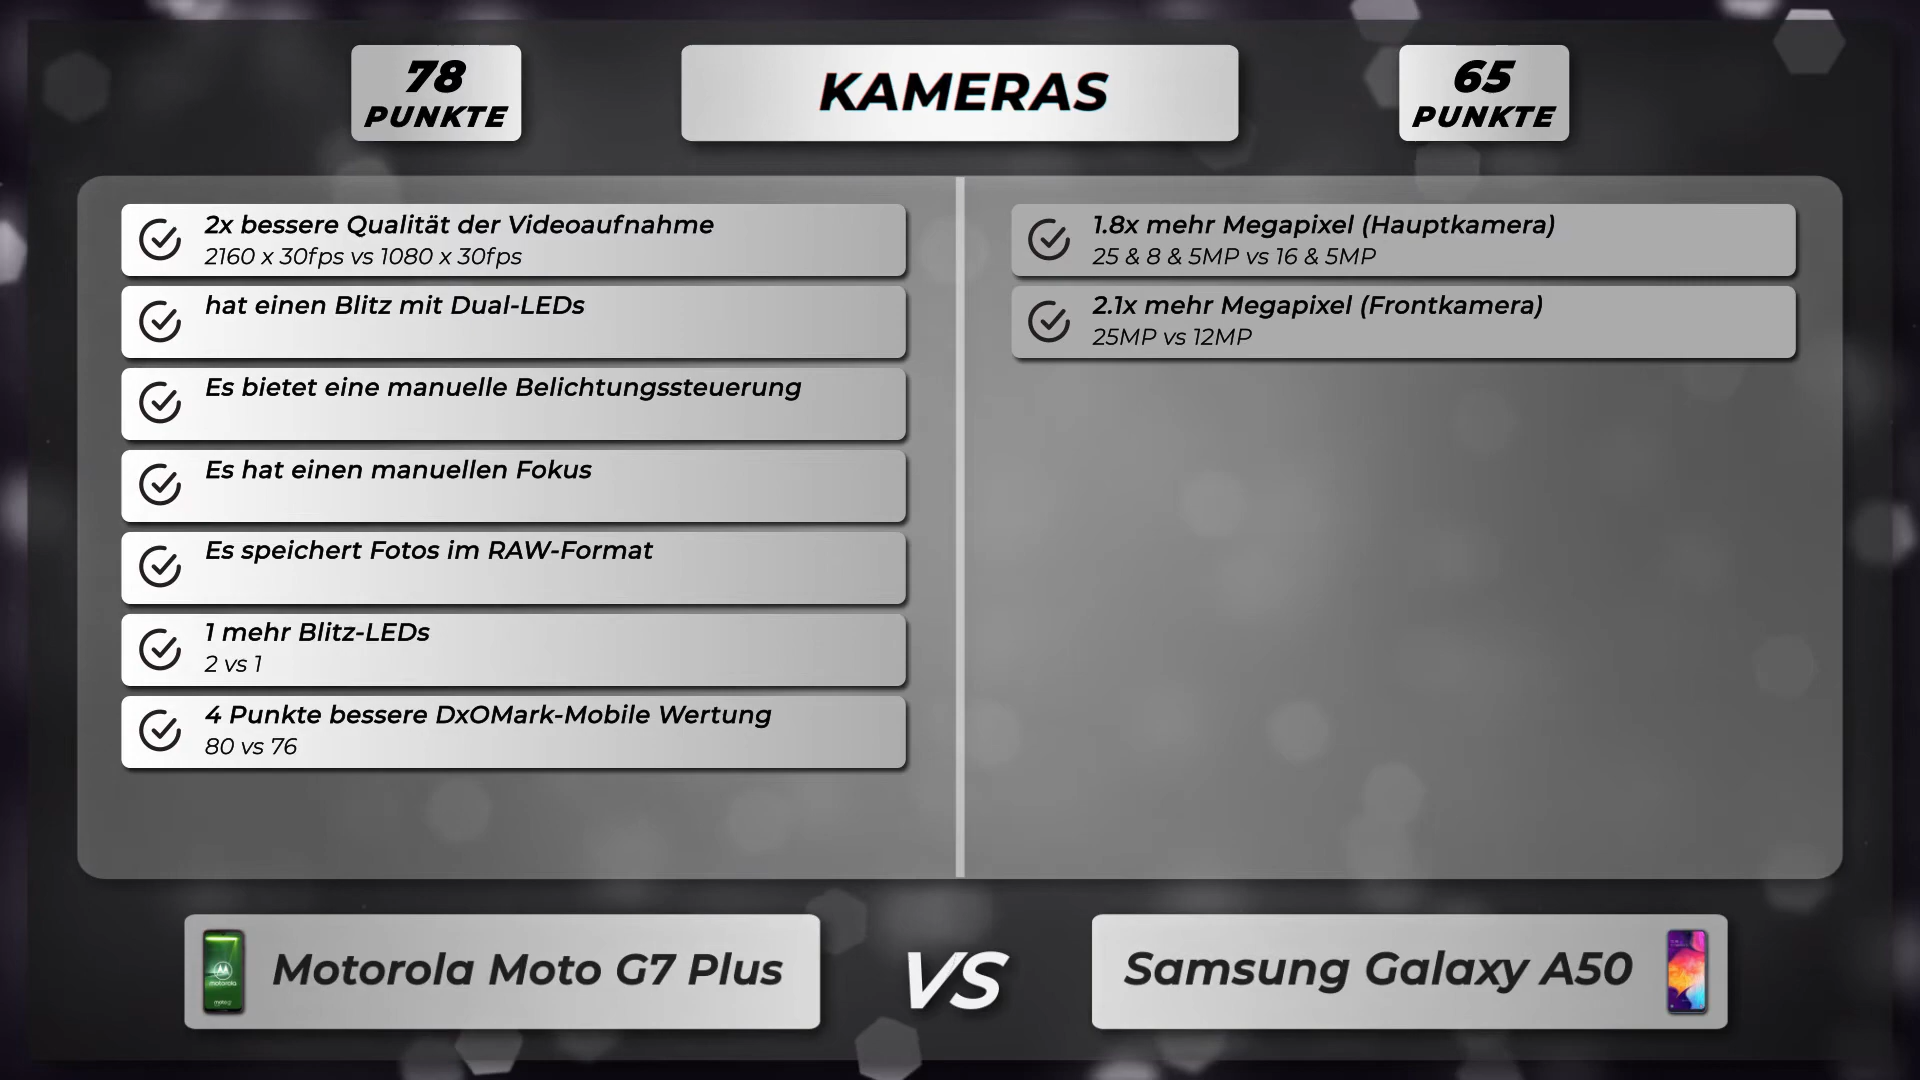 78
PUNKTE
KAMERAS
65
PUNKTE
2x bessere Qualität der Videoaufnahme
2160 x 30fps vs 1080 x 30fps
hat einen Blitz mit Dual-LEDs
Es bietet eine manuelle Belichtungssteuerung
Es hat einen manuellen Fokus
Es speichert Fotos im RAW-Format
1 mehr Blitz-LEDs
2 vs 1
4 Punkte bessere DxOMark-Mobile Wertung
80 vs 76
1.8x mehr Megapixel (Hauptkamera)
25 & 8 & 5MP vs 16 & 5MP
2.1x mehr Megapixel (Frontkamera)
25MP vs 12MP
motorola
Motorola Moto G7 Plus
VS
Samsung Galaxy A50